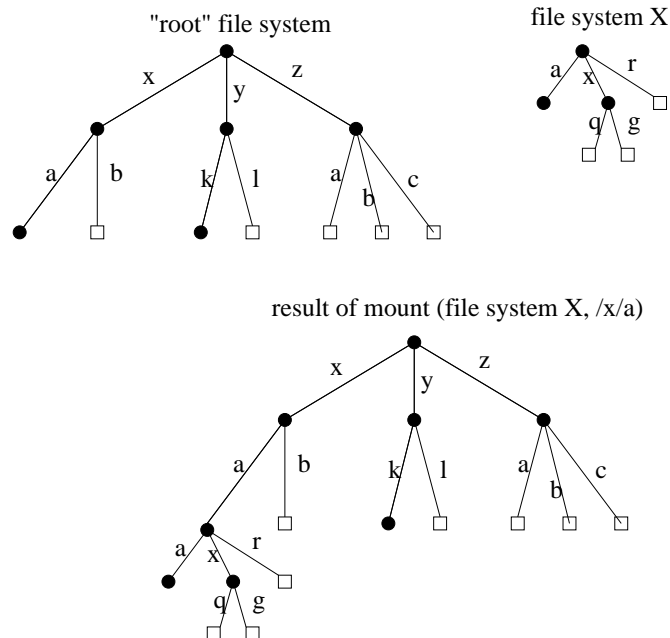 "root" file system
file system X
x
y
z
a
x
r
q
g
a
b
k
l
a
b
c
result of mount (file system X, /x/a)
x
y
z
a
b
k
l
a
b
c
a
x
r
q
g